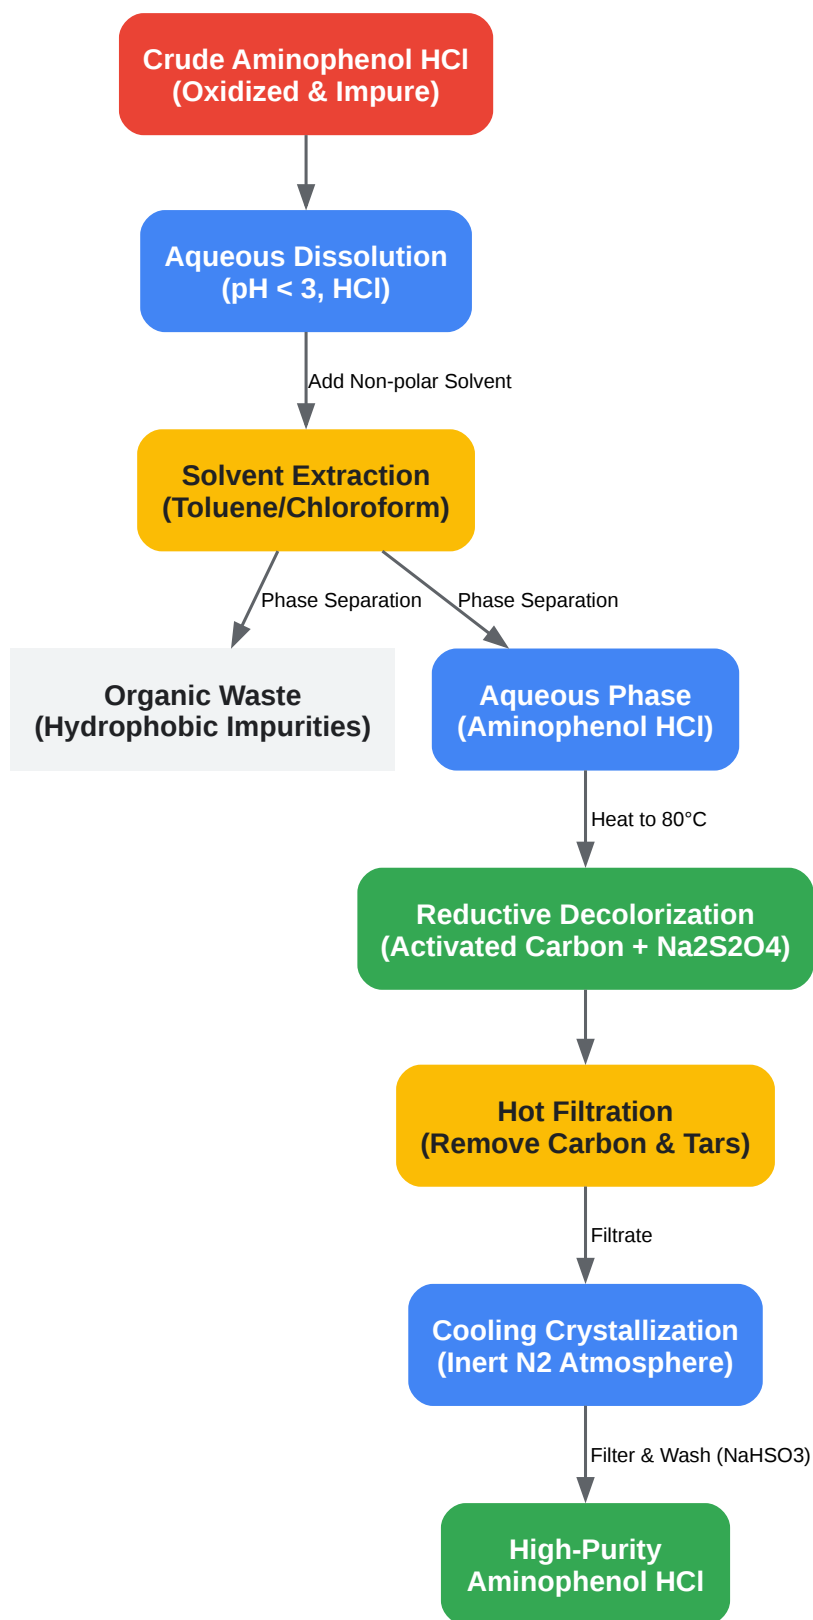 Crude Aminophenol HCl
(Oxidized & Impure)
Aqueous Dissolution
(pH < 3, HCl)
Add Non-polar Solvent
Solvent Extraction
(Toluene/Chloroform)
Phase Separation
Phase Separation
Organic Waste
(Hydrophobic Impurities)
Aqueous Phase
(Aminophenol HCl)
Heat to 80°C
Reductive Decolorization
(Activated Carbon + Na2S2O4)
Hot Filtration
(Remove Carbon & Tars)
Filtrate
Cooling Crystallization
(Inert N2 Atmosphere)
Filter & Wash (NaHSO3)
High-Purity
Aminophenol HCl